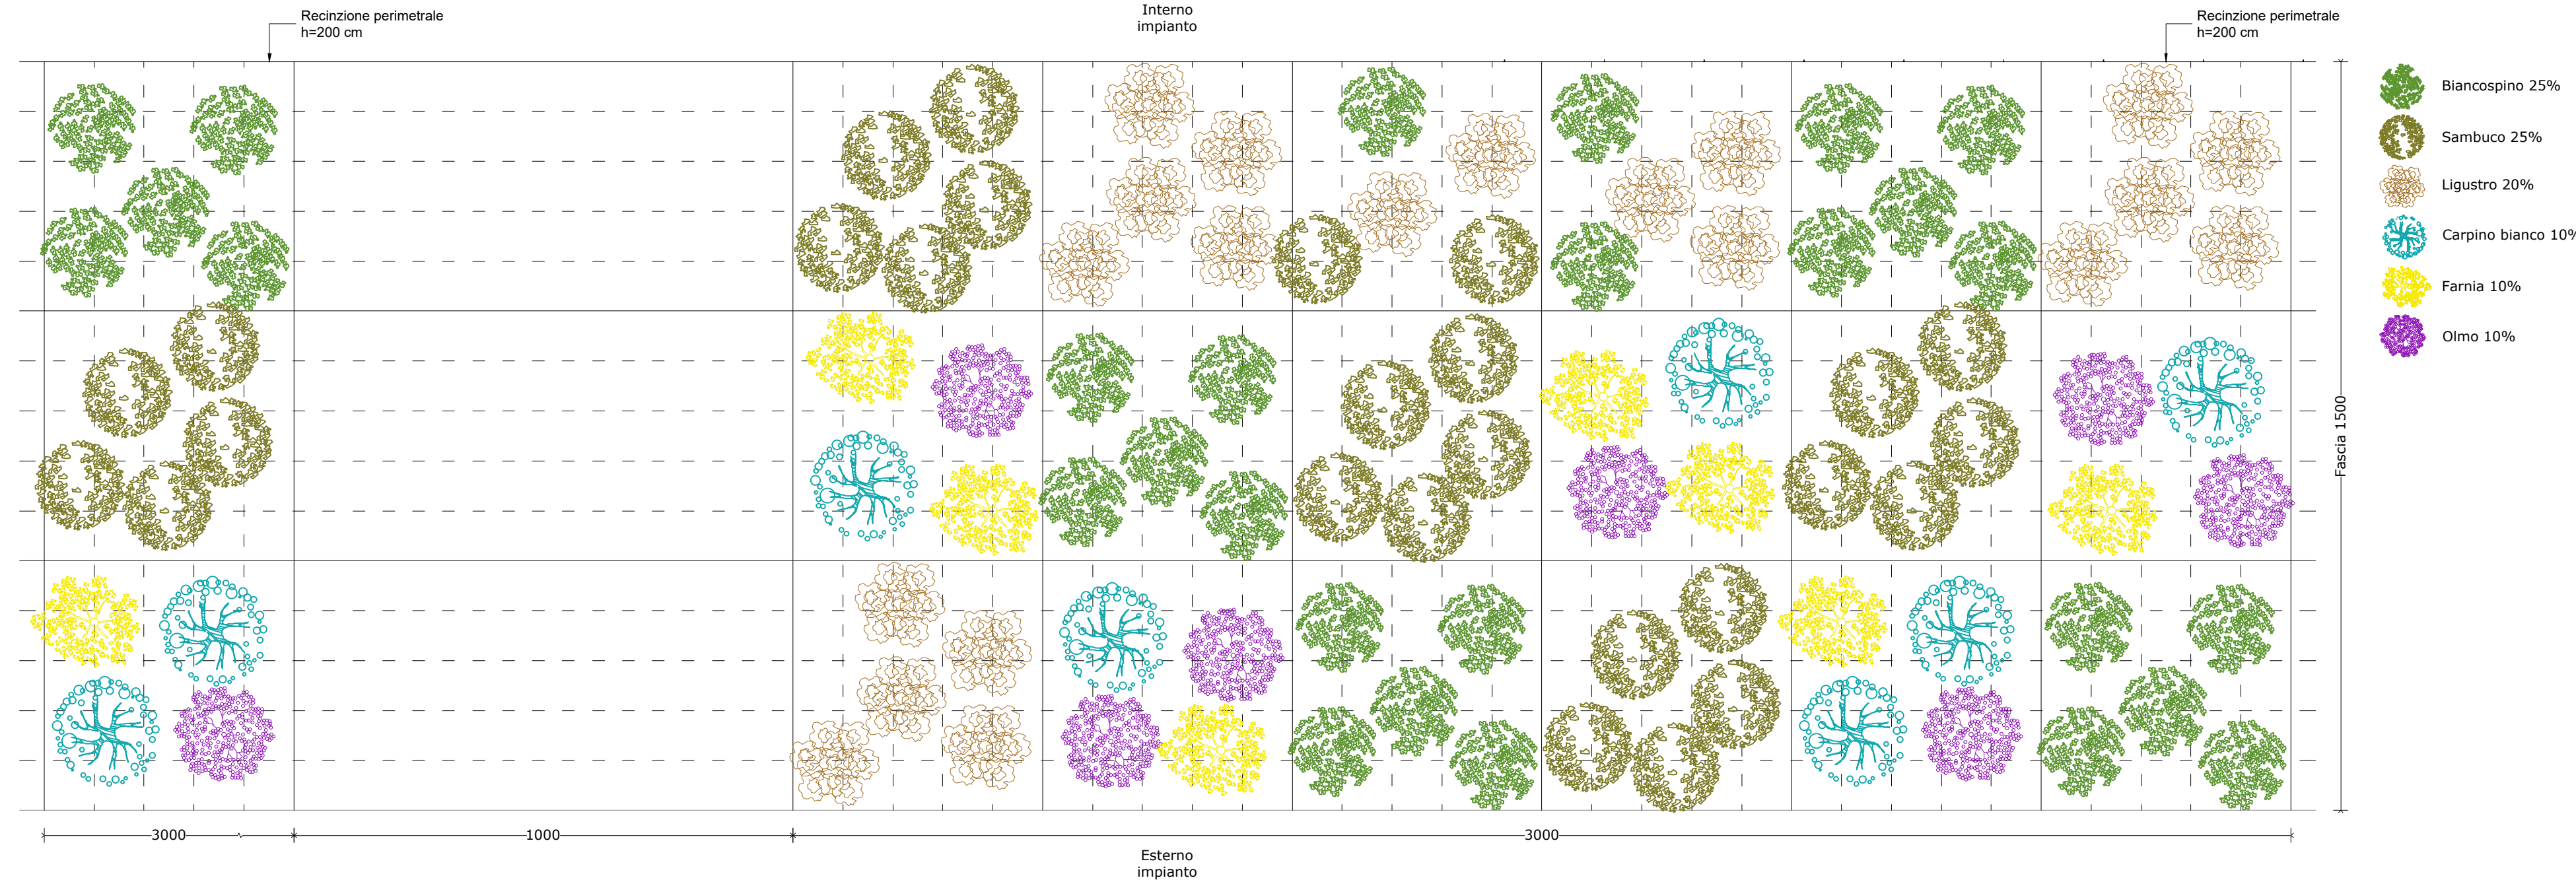 Recinzione perimetrale
h=200 cm
Interno
impianto
Recinzione perimetrale
h=200 cm
Biancospino 25%
Sambuco 25%
Ligustro 20%
Carpino bianco 10%
Farnia 10%
Olmo 10%
Fascia 1500
3000
1000
3000
Esterno
impianto